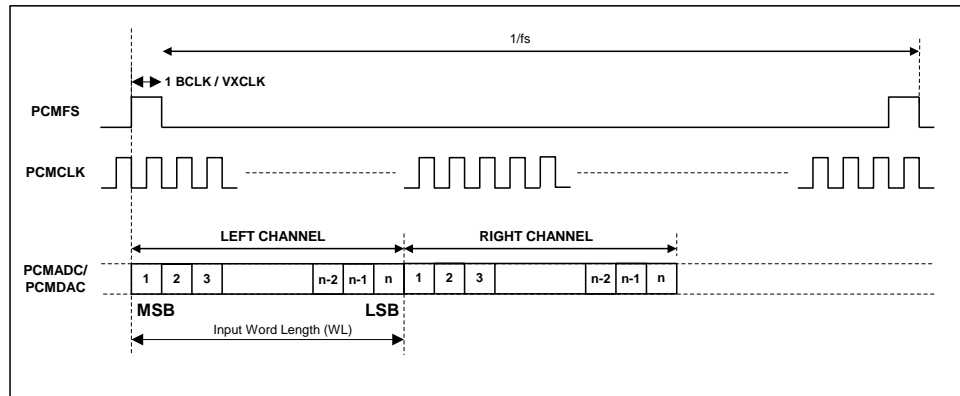 1/fs
1 BCLK / VXCLK
PCMFS
PCMCLK
LEFT CHANNEL RIGHT CHANNEL
PCMADC/
PCMDAC
1 2 3 n-2 n-1 n 1 2 3 n-2 n-1 n
MSB LSB
Input Word Length (WL)